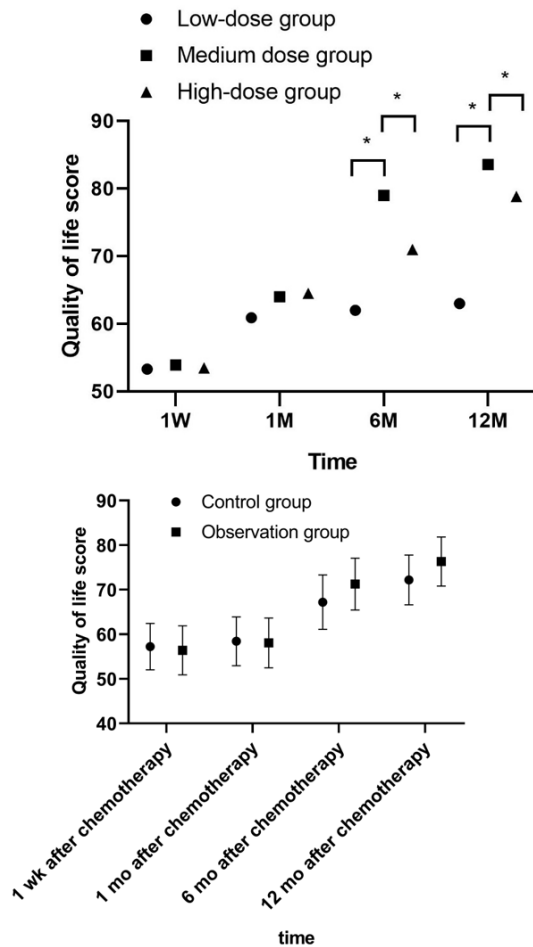 Low-dose group
Medium dose group
High-dose group
* * * *
90
80
70
60
50
Quality of life score
1W 1M 6M 12M
Time
Control group
Observation group
90
80
70
60
50
40
Quality of life score
1 wk after chemotherapy
1 mo after chemotherapy
6 mo after chemotherapy
12 mo after chemotherapy
time